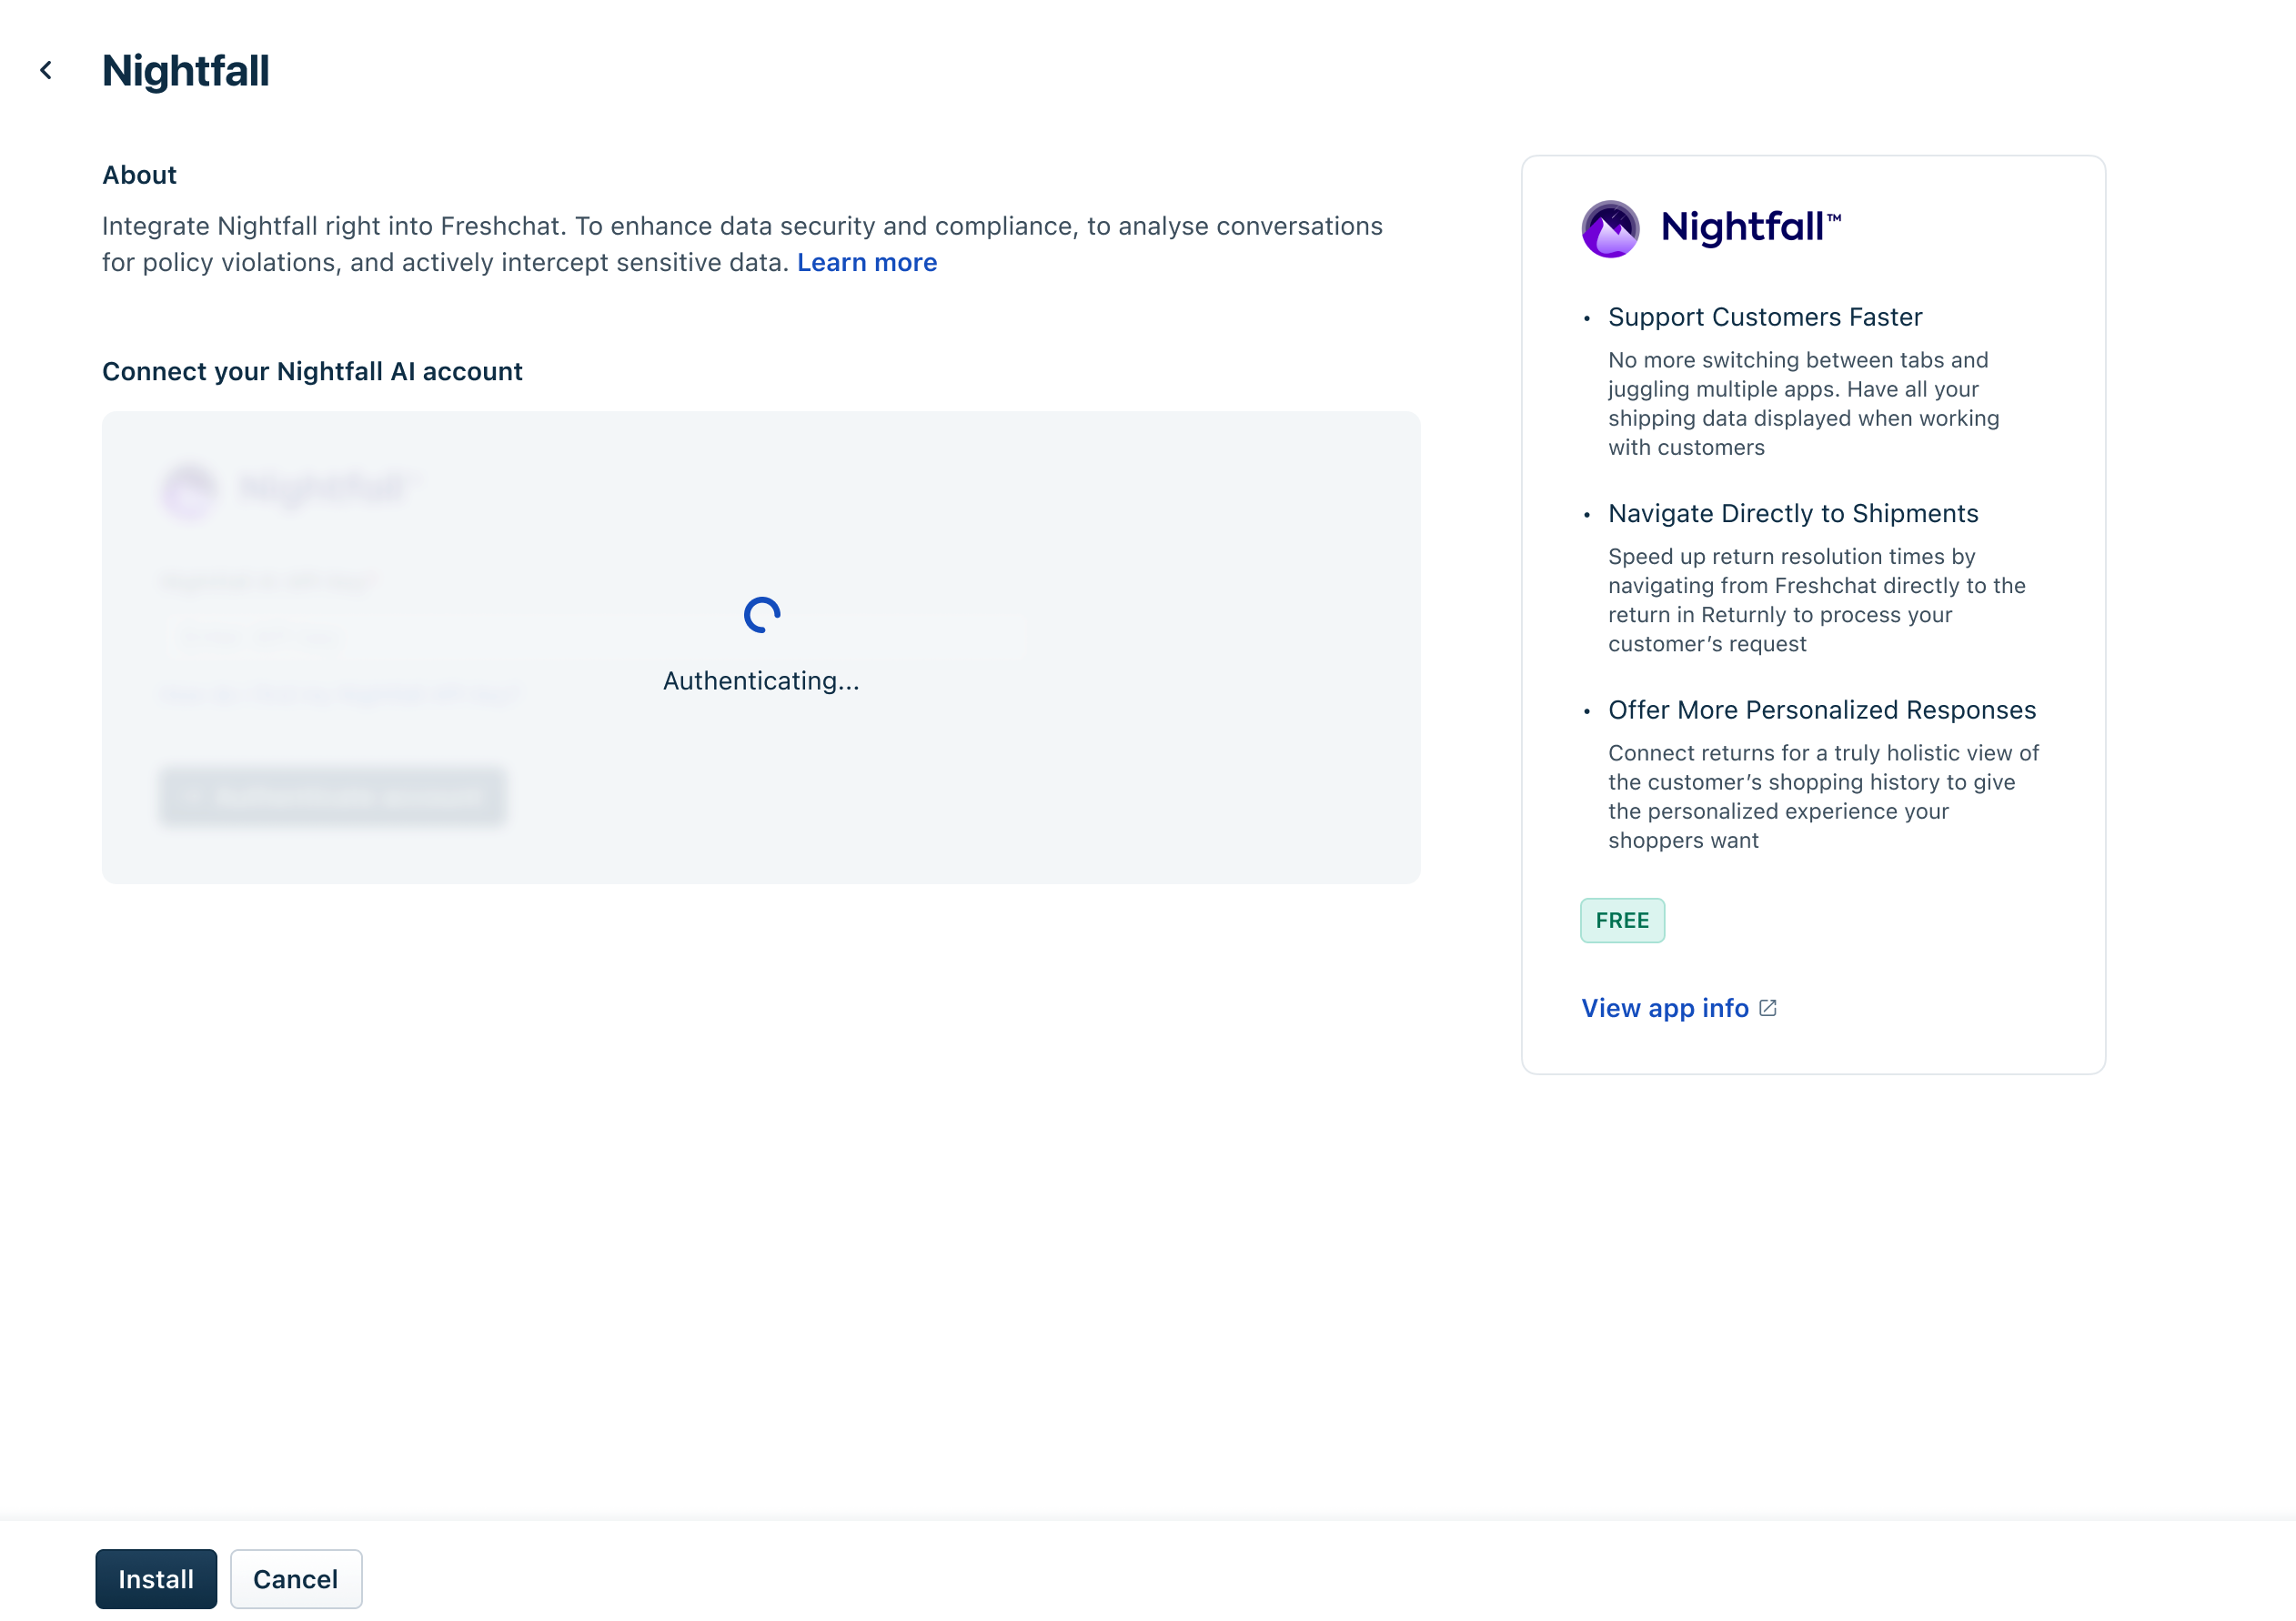 Nightfall
About
Integrate Nightfall right into Freshchat. To enhance data security and compliance, to analyse conversations
for policy violations, and actively intercept sensitive data. Learn more
Connect your Nightfall AI account
Nightfall
Authenticating...
Nightfall™
• Support Customers Faster
No more switching between tabs and
juggling multiple apps. Have all your
shipping data displayed when working
with customers
• Navigate Directly to Shipments
Speed up return resolution times by
navigating from Freshchat directly to the
return in Returnly to process your
customer’s request
• Offer More Personalized Responses
Connect returns for a truly holistic view of
the customer’s shopping history to give
the personalized experience your
shoppers want
FREE
View app info
Install Cancel